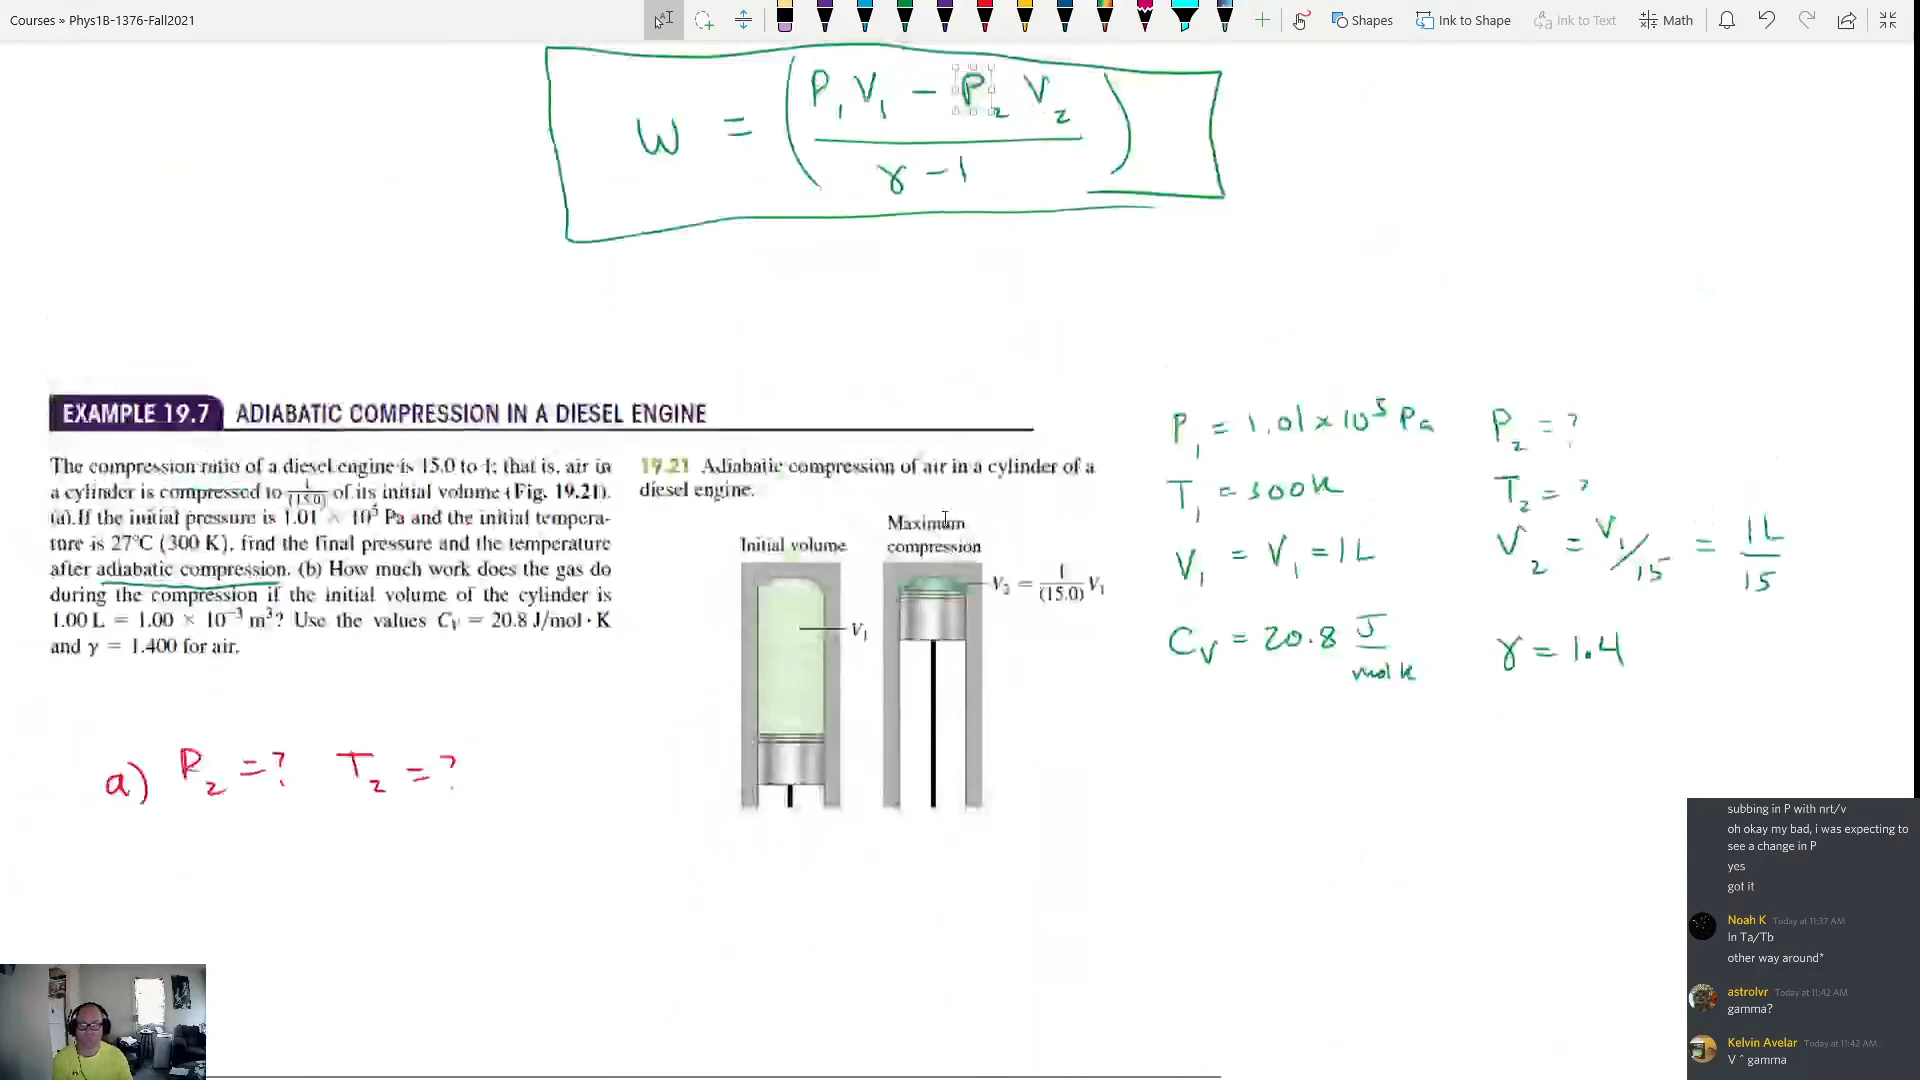 Courses » Phys1B-1376-Fall2021
Shapes
Ink to Shape
Ink to Text
Math
W = (P₁V₁ − P₂V₂ / γ−1)
EXAMPLE 19.7 ADIABATIC COMPRESSION IN A DIESEL ENGINE
The compression ratio of a diesel engine is 15.0 to 1; that is, air in
a cylinder is compressed to 1/(15.0) of its initial volume (Fig. 19.21).
(a) If the initial pressure is 1.01 × 10⁵ Pa and the initial tempera-
ture is 27°C (300 K), find the final pressure and the temperature
after adiabatic compression. (b) How much work does the gas do
during the compression if the initial volume of the cylinder is
1.00 L = 1.00 × 10⁻³ m³? Use the values C_V = 20.8 J/mol · K
and γ = 1.400 for air.
19.21 Adiabatic compression of air in a cylinder of a
diesel engine.
Initial volume
Maximum
compression
V₁
V₂ = 1/(15.0) V₁
P₁ = 1.01 × 10⁵ Pa P₂ = ?
T₁ = 300K T₂ = ?
V₁ = V₁ = 1L V₂ = V₁/15 = 1L/15
C_V = 20.8 J/mol K γ = 1.4
a) P₂ = ? T₂ = ?
subbing in P with nrt/v
oh okay my bad, i was expecting to
see a change in P
yes
got it
Noah K Today at 11:37 AM
ln Ta/Tb
other way around*
astrolvr Today at 11:42 AM
gamma?
Kelvin Avelar Today at 11:42 AM
V ^ gamma